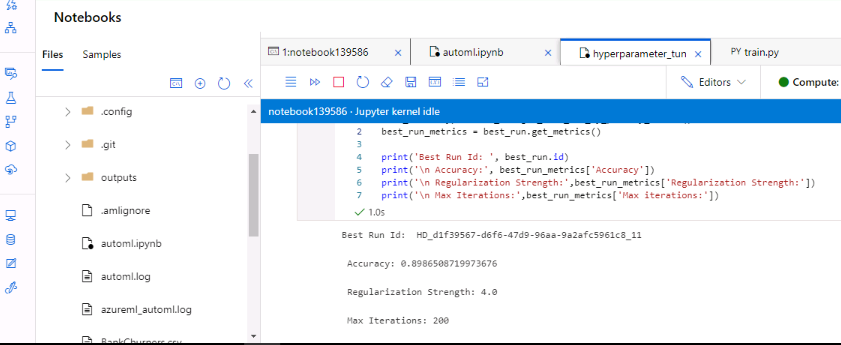 Notebooks
Files
Samples
1:notebook139586
automl.ipynb
hyperparameter_tun
PY train.py
Editors
Compute:
notebook139586 · Jupyter kernel idle
.config
.git
outputs
.amlignore
automl.ipynb
automl.log
azureml_automl.log
BankChurners.csv
2 best_run_metrics = best_run.get_metrics()
3
4 print('Best Run Id: ', best_run.id)
5 print('\n Accuracy:', best_run_metrics['Accuracy'])
6 print('\n Regularization Strength:',best_run_metrics['Regularization Strength:'])
7 print('\n Max Iterations:',best_run_metrics['Max iterations:'])
1.0s
Best Run Id: HD_d1f39567-d6f6-47d9-96aa-9a2afc5961c8_11
Accuracy: 0.8986508719973676
Regularization Strength: 4.0
Max Iterations: 200